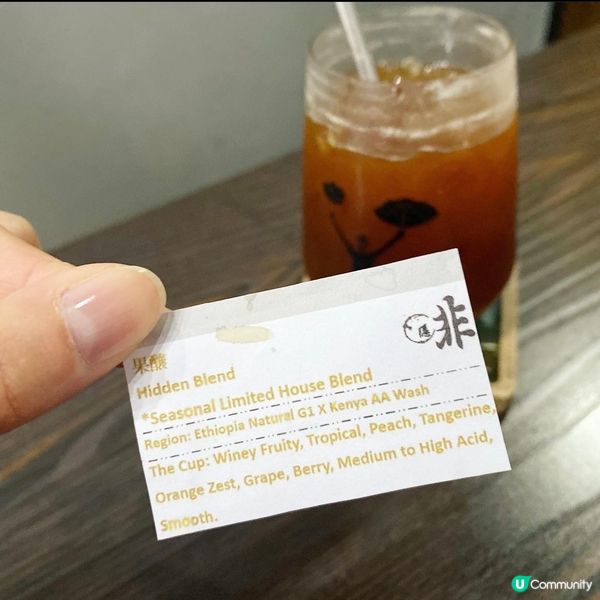 非
隱
果釀
Hidden Blend
*Seasonal Limited House Blend
Region: Ethiopia Natural G1 X Kenya AA Wash
The Cup: Winey Fruity, Tropical, Peach, Tangerine,
Orange Zest, Grape, Berry, Medium to High Acid,
Smooth.
U Community